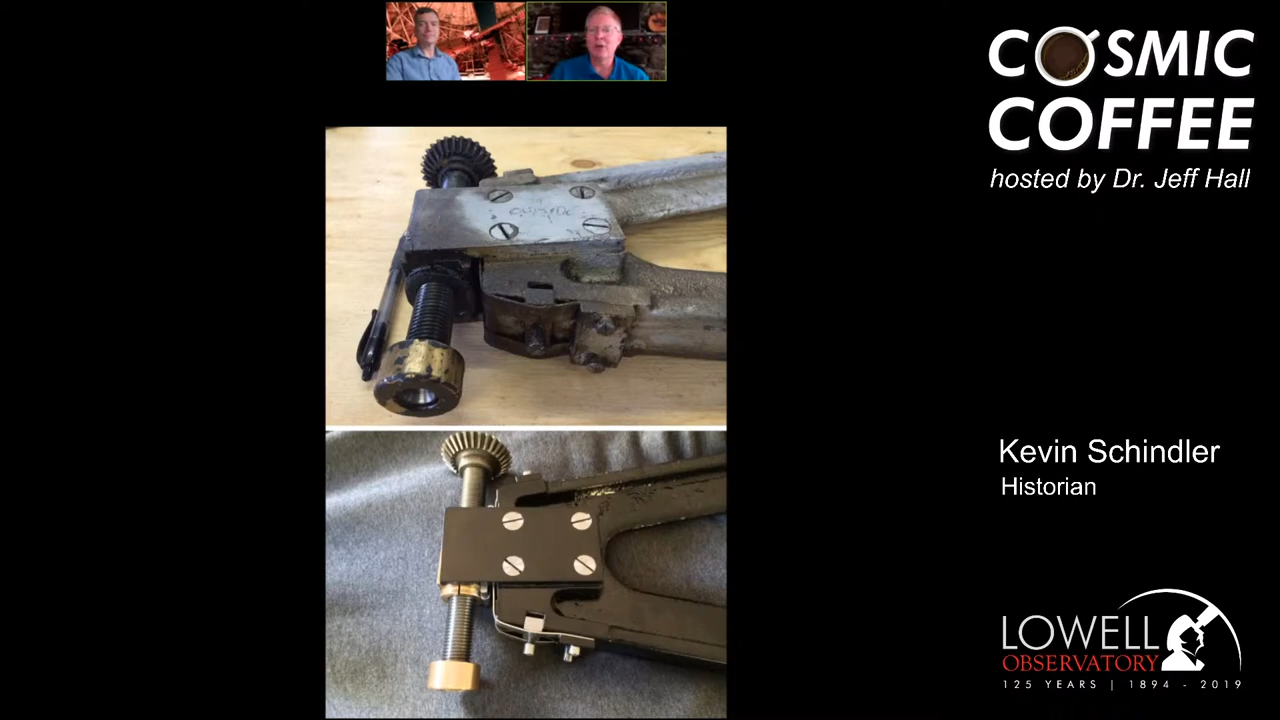 COSMIC
COFFEE
hosted by Dr. Jeff Hall
Kevin Schindler
Historian
LOWELL
OBSERVATORY
125 YEARS | 1894 - 2019